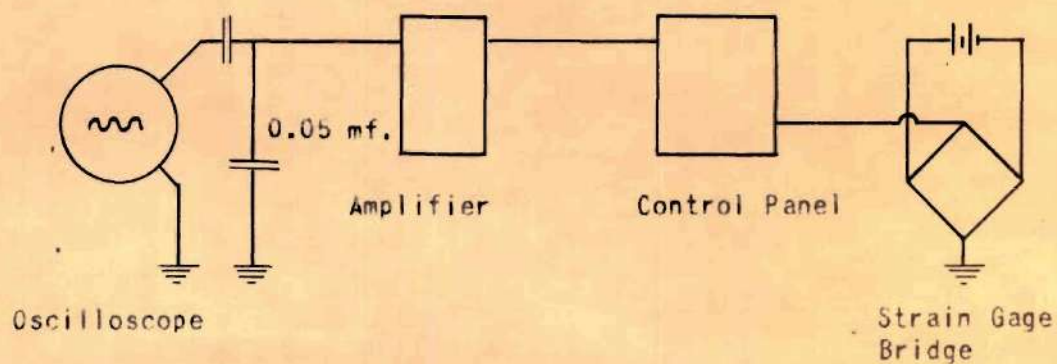 0.05 mf.
Amplifier
Control Panel
Oscilloscope
Strain Gage
Bridge